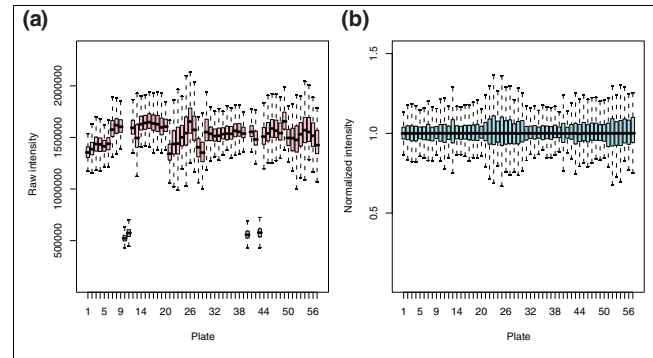 (a)
(b)
Raw intensity
2000000
1500000
1000000
500000
1 5 9 14 20 26 32 38 44 50 56
Plate
Normalized intensity
1.5
1.0
0.5
1 5 9 14 20 26 32 38 44 50 56
Plate